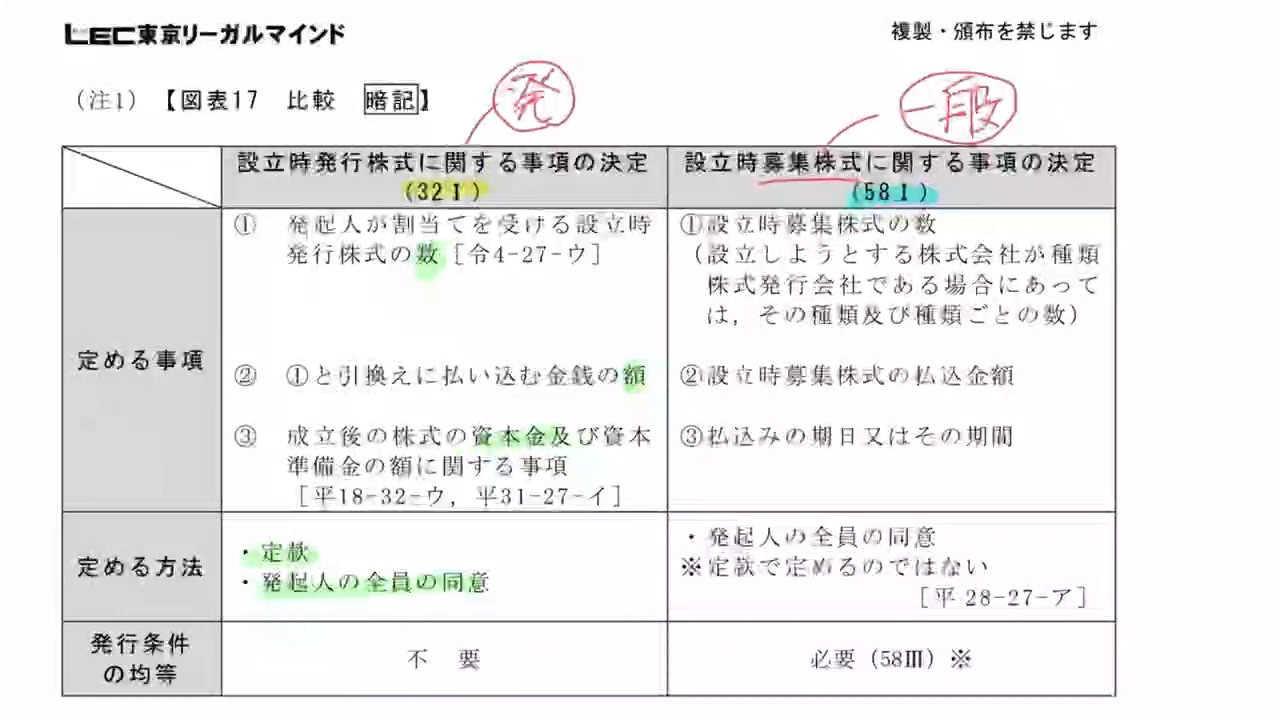 LEC東京リーガルマインド
複製・頒布を禁じます
(注1) 【図表17 比較 暗記】
発
一般
設立時発行株式に関する事項の決定
(32Ⅰ)
設立時募集株式に関する事項の決定
(58Ⅰ)
定める事項
① 発起人が割当てを受ける設立時
発行株式の数[令4-27-ウ]
② ①と引換えに払い込む金銭の額
③ 成立後の株式の資本金及び資本
準備金の額に関する事項
[平18-32-ウ, 平31-27-イ]
①設立時募集株式の数
(設立しようとする株式会社が種類
株式発行会社である場合にあって
は,その種類及び種類ごとの数)
②設立時募集株式の払込金額
③払込みの期日又はその期間
定める方法
・定款
・発起人の全員の同意
・発起人の全員の同意
※定款で定めるのではない
[平 28-27-ア]
発行条件
の均等
不 要
必要(58Ⅲ)※